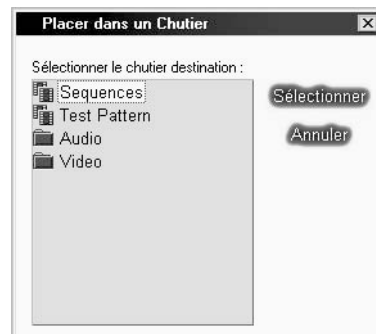 Placer dans un Chutier
Sélectionner le chutier destination :
Sequences
Sélectionner
Test Pattern
Annuler
Audio
Video